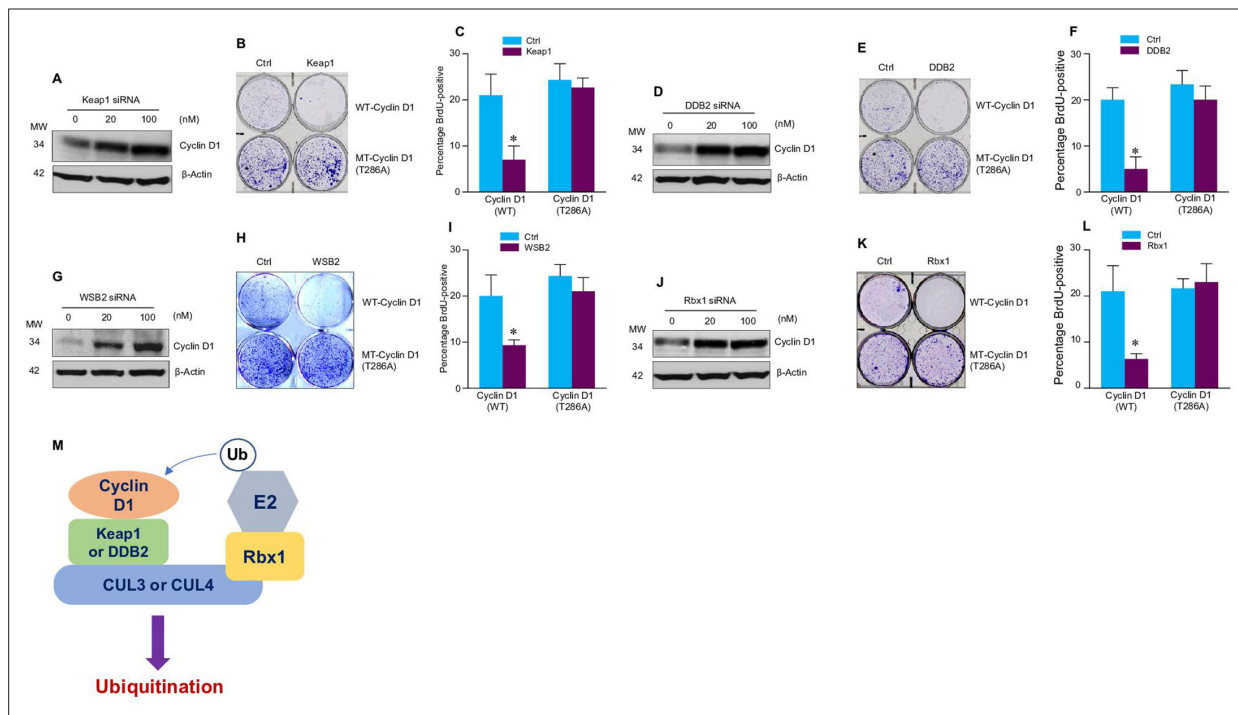 A
Keap1 siRNA
MW 0 20 100 (nM)
34 Cyclin D1
42 β-Actin
B
Ctrl Keap1
WT-Cyclin D1
MT-Cyclin D1
(T286A)
C
Ctrl
Keap1
Percentage BrdU-positive
30
20
10
0
*
Cyclin D1 Cyclin D1
(WT) (T286A)
D
DDB2 siRNA
MW 0 20 100 (nM)
34 Cyclin D1
42 β-Actin
E
Ctrl DDB2
WT-Cyclin D1
MT-Cyclin D1
(T286A)
F
Ctrl
DDB2
Percentage BrdU-positive
30
20
10
0
*
Cyclin D1 Cyclin D1
(WT) (T286A)
G
WSB2 siRNA
MW 0 20 100 (nM)
34 Cyclin D1
42 β-Actin
H
Ctrl WSB2
WT-Cyclin D1
MT-Cyclin D1
(T286A)
I
Ctrl
WSB2
Percentage BrdU-positive
30
20
10
0
*
Cyclin D1 Cyclin D1
(WT) (T286A)
J
Rbx1 siRNA
MW 0 20 100 (nM)
34 Cyclin D1
42 β-Actin
K
Ctrl Rbx1
WT-Cyclin D1
MT-Cyclin D1
(T286A)
L
Ctrl
Rbx1
Percentage BrdU-positive
30
20
10
0
*
Cyclin D1 Cyclin D1
(WT) (T286A)
M
Ub
Cyclin
D1
E2
Keap1
or DDB2
Rbx1
CUL3 or CUL4
Ubiquitination